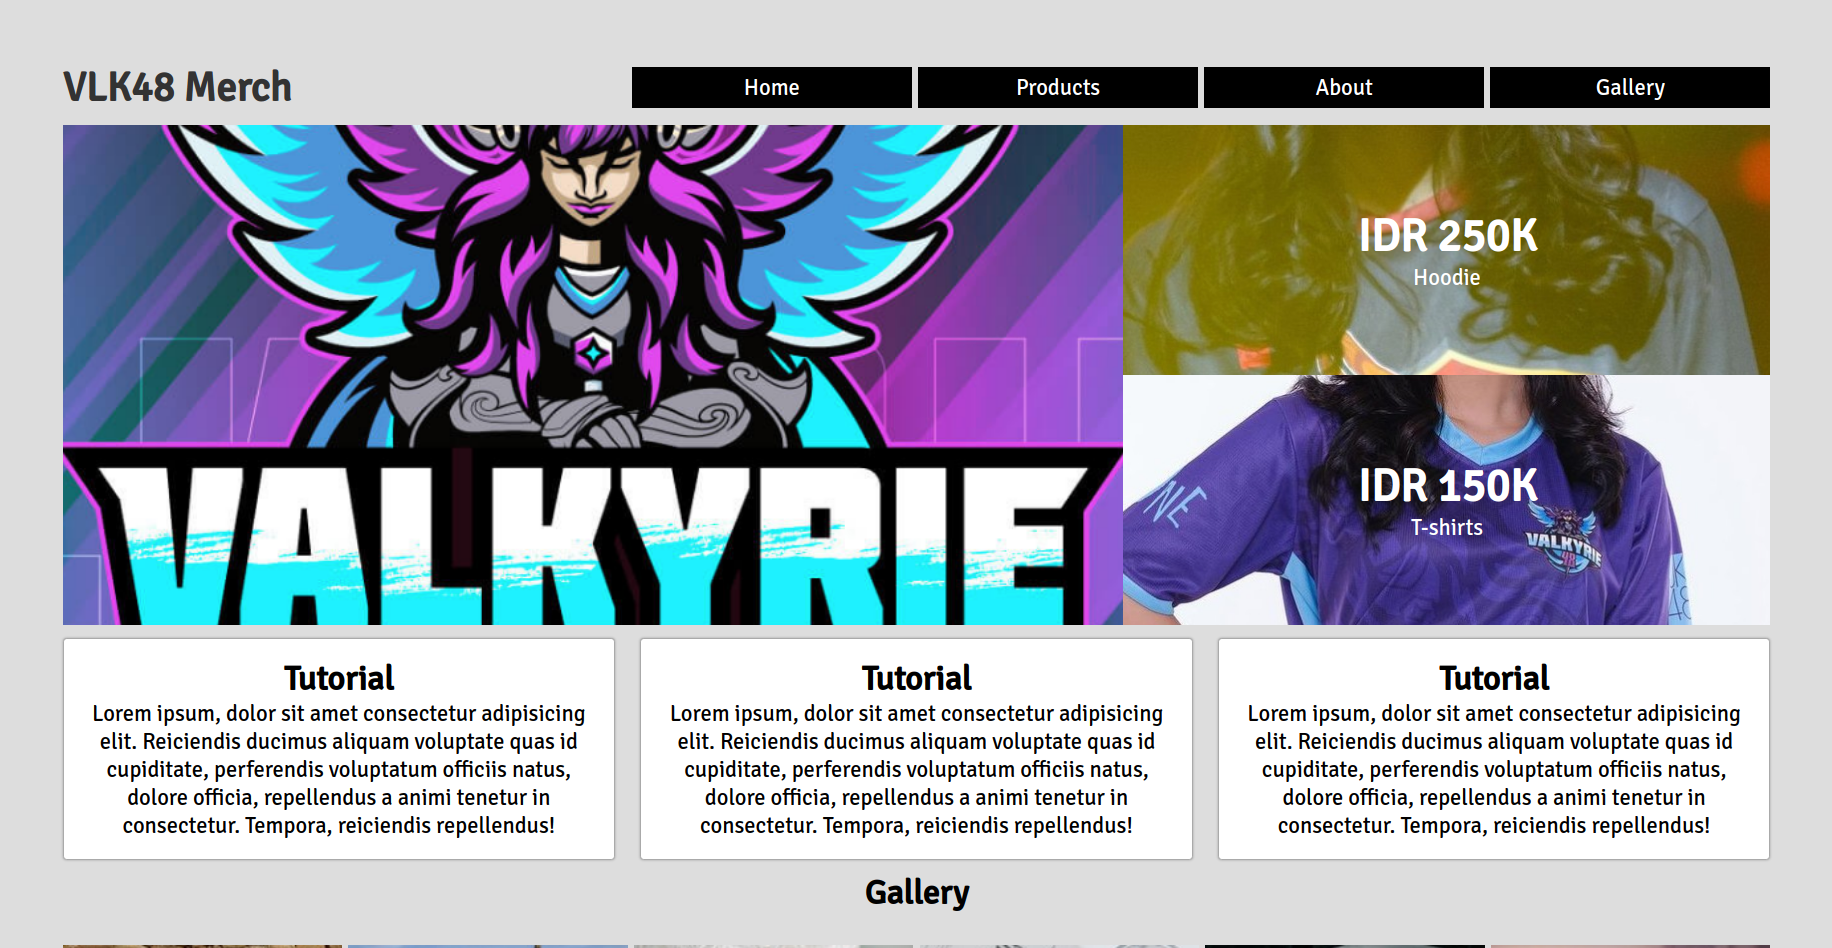 VLK48 Merch
Home
Products
About
Gallery
VALKYRIE
IDR 250K
Hoodie
NE
IDR 150K
T-shirts
VALKYRIE
48
Tutorial
Lorem ipsum, dolor sit amet consectetur adipisicing
elit. Reiciendis ducimus aliquam voluptate quas id
cupiditate, perferendis voluptatum officiis natus,
dolore officia, repellendus a animi tenetur in
consectetur. Tempora, reiciendis repellendus!
Tutorial
Lorem ipsum, dolor sit amet consectetur adipisicing
elit. Reiciendis ducimus aliquam voluptate quas id
cupiditate, perferendis voluptatum officiis natus,
dolore officia, repellendus a animi tenetur in
consectetur. Tempora, reiciendis repellendus!
Tutorial
Lorem ipsum, dolor sit amet consectetur adipisicing
elit. Reiciendis ducimus aliquam voluptate quas id
cupiditate, perferendis voluptatum officiis natus,
dolore officia, repellendus a animi tenetur in
consectetur. Tempora, reiciendis repellendus!
Gallery